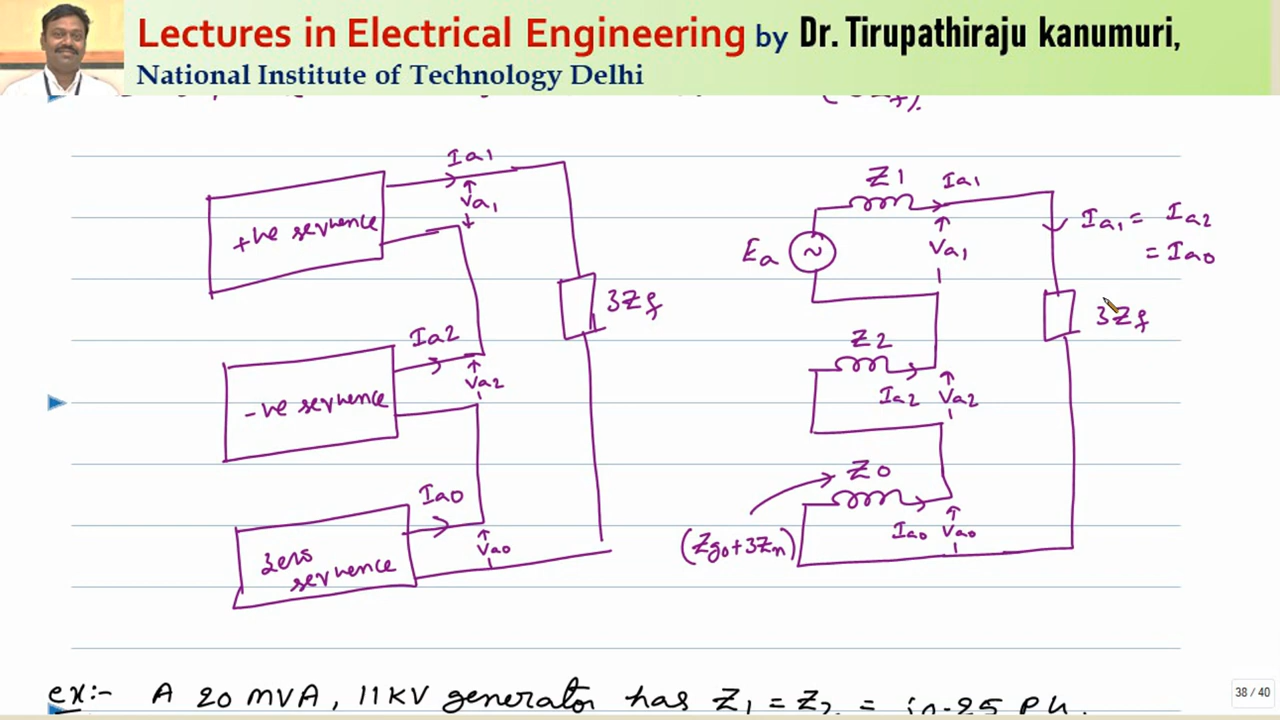 Lectures in Electrical Engineering by Dr. Tirupathiraju kanumuri,
National Institute of Technology Delhi
Ia1
Va1
+ve sequence
3Zf
Ia2
Va2
-ve sequence
Ia0
Va0
Zero sequence
Z1
Ia1
Ea
Va1
Ia1 = Ia2
= Ia0
3Zf
Z2
Ia2
Va2
Z0
(Zg0+3Zn)
Ia0
Va0
ex:- A 20 MVA, 11KV generator has Z1 = Z2 =
38 / 40